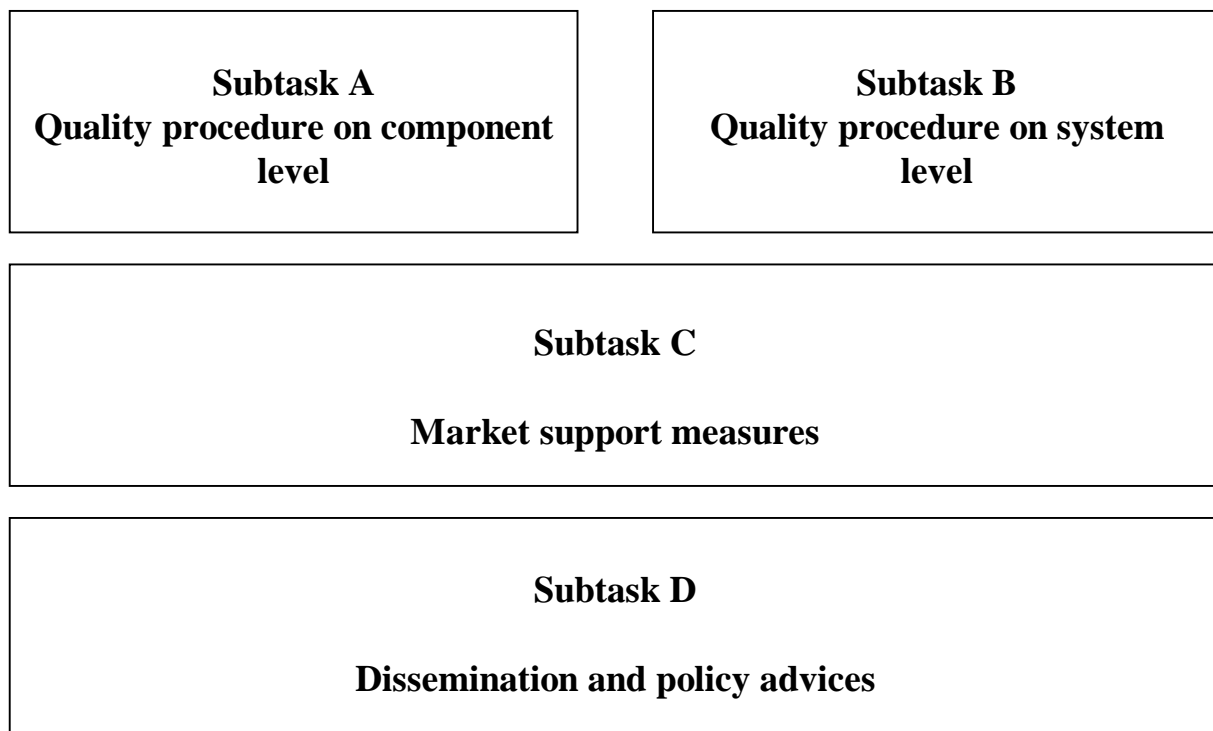 Subtask A
Quality procedure on component
level
Subtask B
Quality procedure on system
level
Subtask C
Market support measures
Subtask D
Dissemination and policy advices